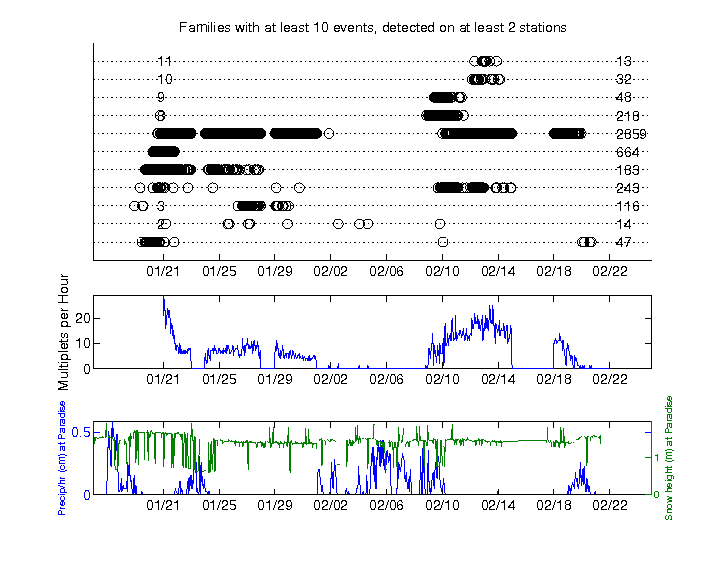 Families with at least 10 events, detected on at least 2 stations
11 13
10 32
9 48
8 218
2859
664
183
243
3 116
2 14
47
01/21 01/25 01/29 02/02 02/06 02/10 02/14 02/18 02/22
Multiplets per Hour
20
10
0
01/21 01/25 01/29 02/02 02/06 02/10 02/14 02/18 02/22
Precip/hr (cm) at Paradise
0.5
0
Snow height (m) at Paradise
1
0
01/21 01/25 01/29 02/02 02/06 02/10 02/14 02/18 02/22